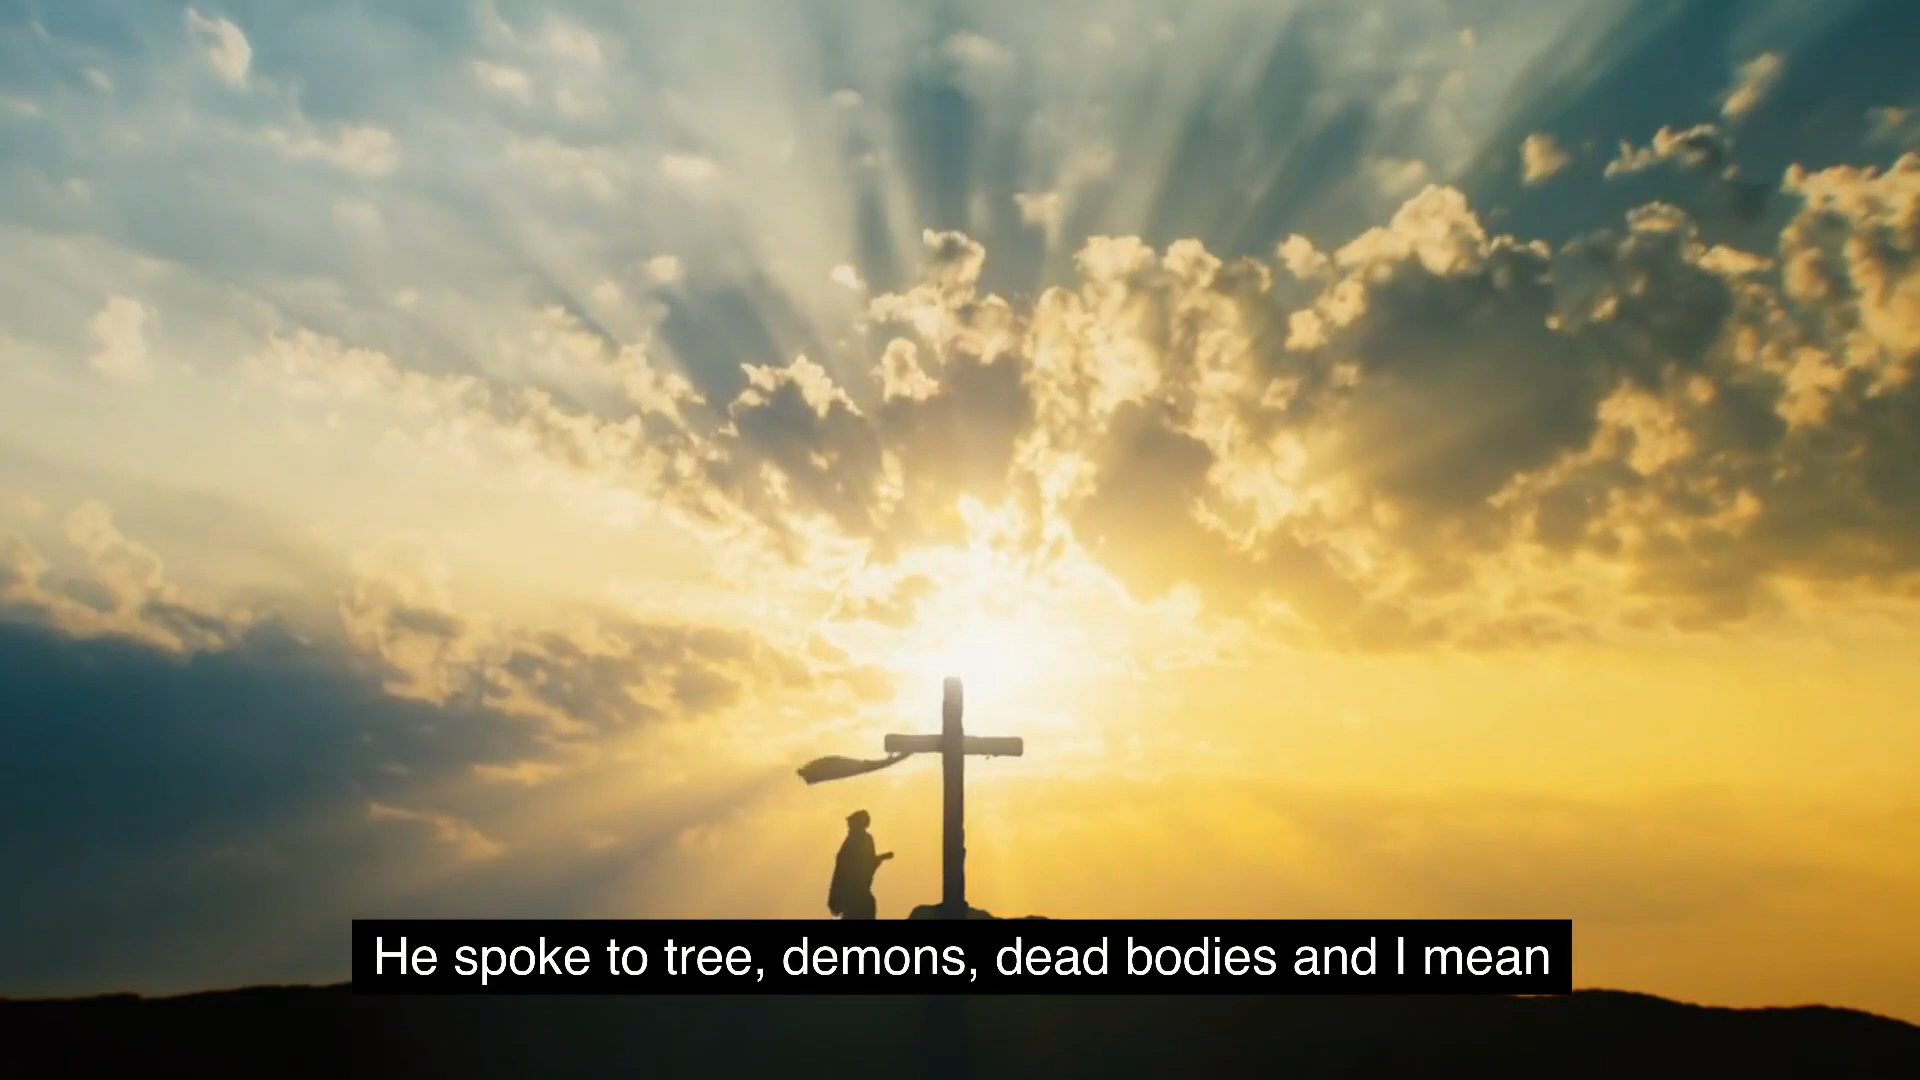 He spoke to tree, demons, dead bodies and I mean